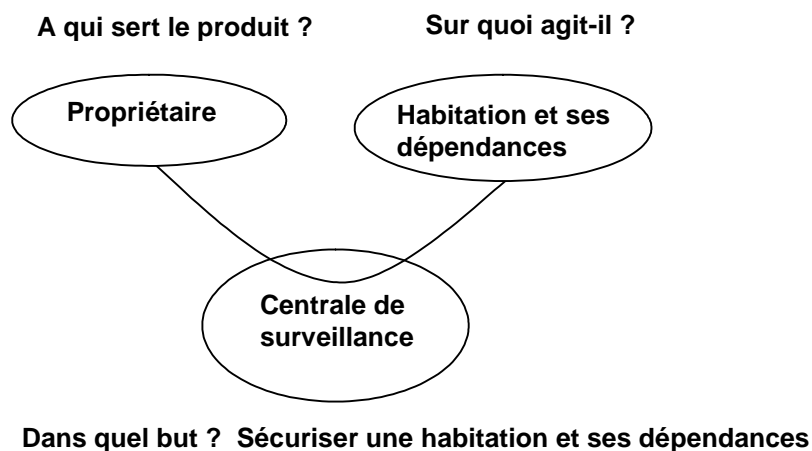 A qui sert le produit ?
Sur quoi agit-il ?
Propriétaire
Habitation et ses
dépendances
Centrale de
surveillance
Dans quel but ?  Sécuriser une habitation et ses dépendances